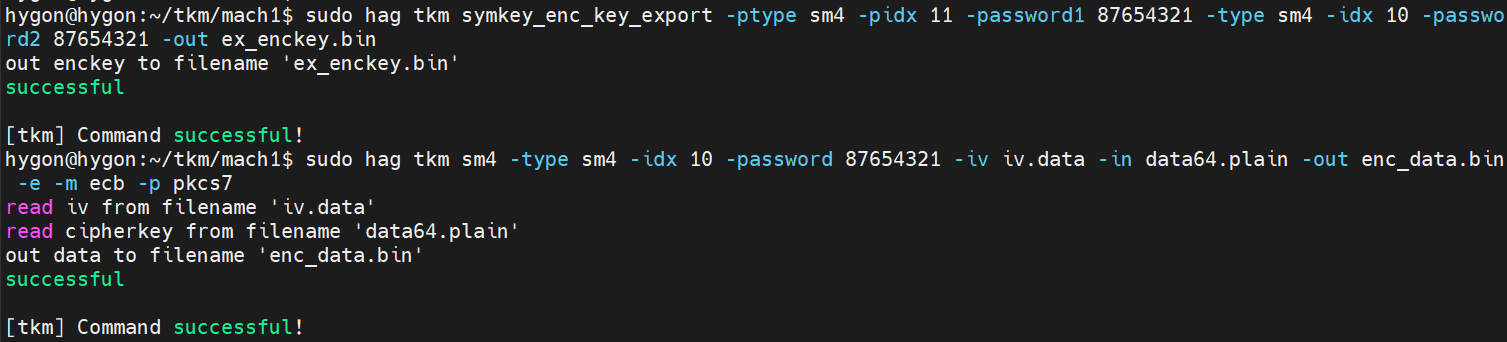 hygon@hygon:~/tkm/mach1$ sudo hag tkm symkey_enc_key_export -ptype sm4 -pidx 11 -password1 87654321 -type sm4 -idx 10 -passwo
rd2 87654321 -out ex_enckey.bin
out enckey to filename 'ex_enckey.bin'
successful
[tkm] Command successful!
hygon@hygon:~/tkm/mach1$ sudo hag tkm sm4 -type sm4 -idx 10 -password 87654321 -iv iv.data -in data64.plain -out enc_data.bin
 -e -m ecb -p pkcs7
read iv from filename 'iv.data'
read cipherkey from filename 'data64.plain'
out data to filename 'enc_data.bin'
successful
[tkm] Command successful!